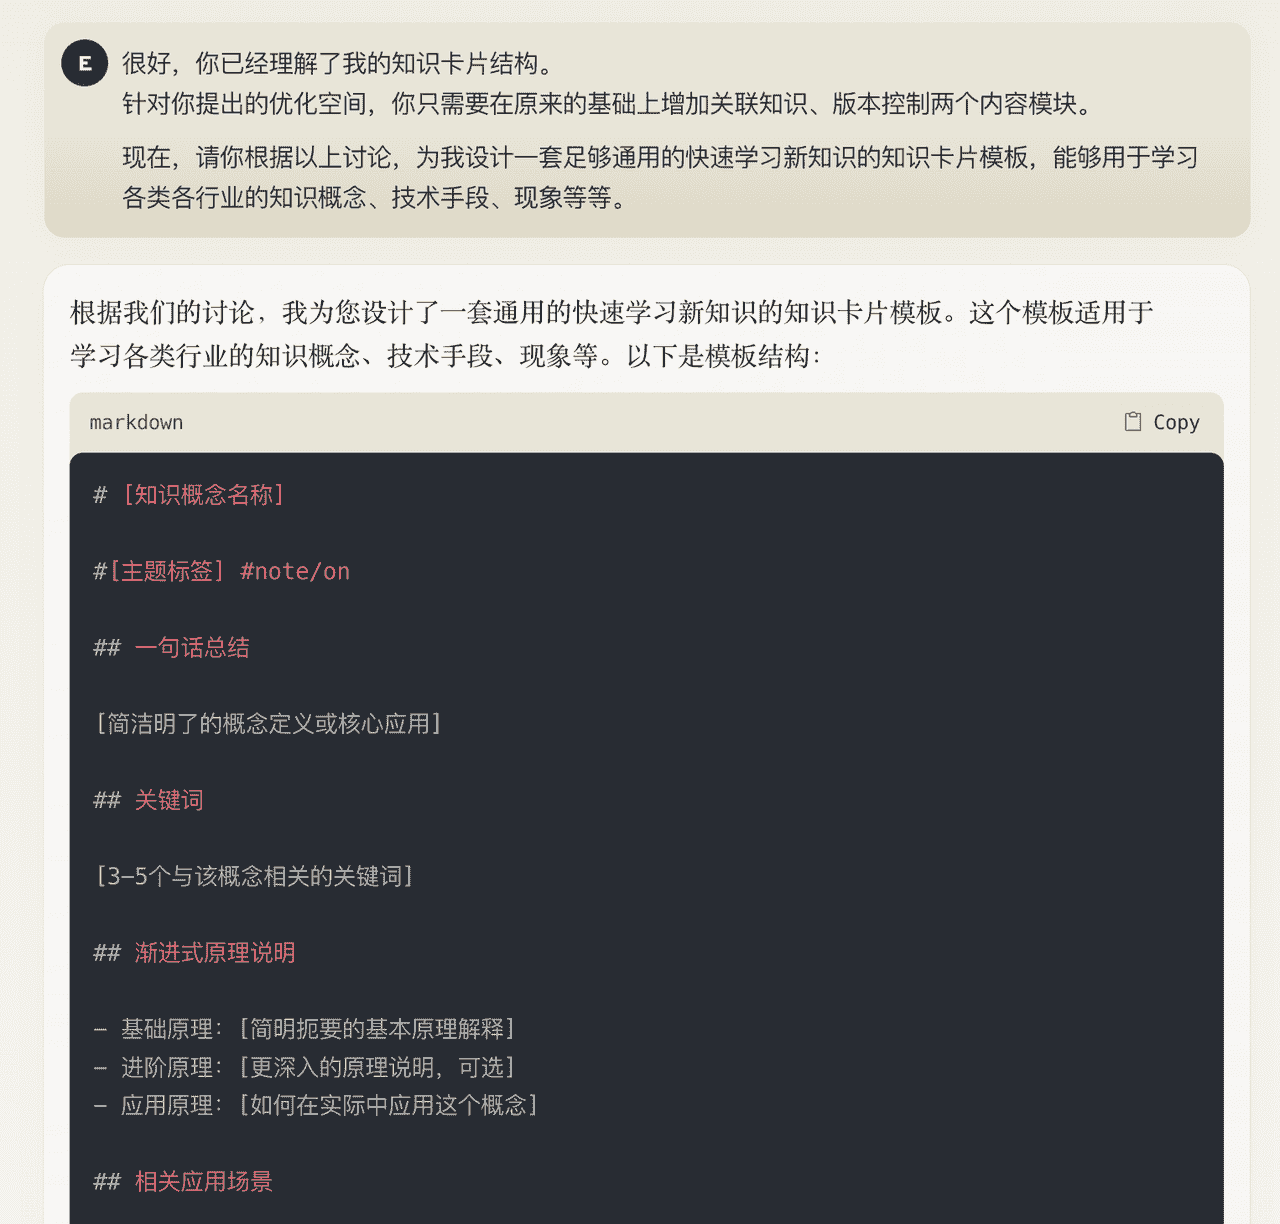 E
很好，你已经理解了我的知识卡片结构。
针对你提出的优化空间，你只需要在原来的基础上增加关联知识、版本控制两个内容模块。
现在，请你根据以上讨论，为我设计一套足够通用的快速学习新知识的知识卡片模板，能够用于学习
各类各行业的知识概念、技术手段、现象等等。
根据我们的讨论，我为您设计了一套通用的快速学习新知识的知识卡片模板。这个模板适用于
学习各类行业的知识概念、技术手段、现象等。以下是模板结构：
markdown
Copy
# [知识概念名称]
#[主题标签] #note/on
## 一句话总结
[简洁明了的概念定义或核心应用]
## 关键词
[3-5个与该概念相关的关键词]
## 渐进式原理说明
- 基础原理：[简明扼要的基本原理解释]
- 进阶原理：[更深入的原理说明，可选]
- 应用原理：[如何在实际中应用这个概念]
## 相关应用场景